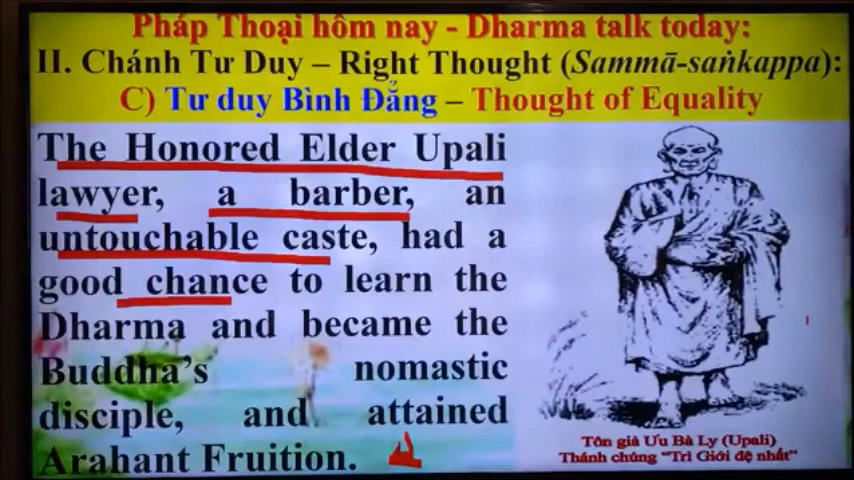 Pháp Thoại hôm nay - Dharma talk today:
II. Chánh Tư Duy – Right Thought (Sammā-saṅkappa):
C) Tư duy Bình Đẳng – Thought of Equality
The Honored Elder Upali
lawyer, a barber, an
untouchable caste, had a
good chance to learn the
Dharma and became the
Buddha's nomastic
disciple, and attained
Arahant Fruition.
Tôn giả Ưu Bà Ly (Upali)
Thánh chúng “Trì Giới đệ nhất”